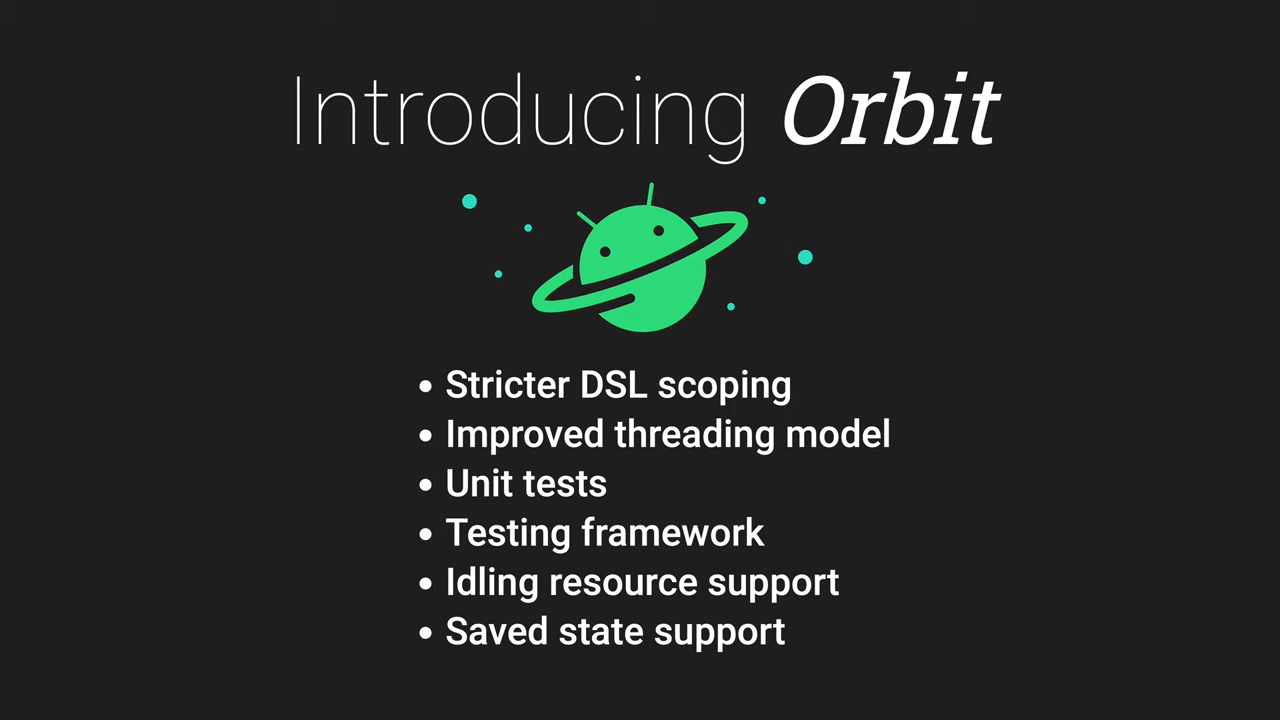 Introducing Orbit
• Stricter DSL scoping
• Improved threading model
• Unit tests
• Testing framework
• Idling resource support
• Saved state support